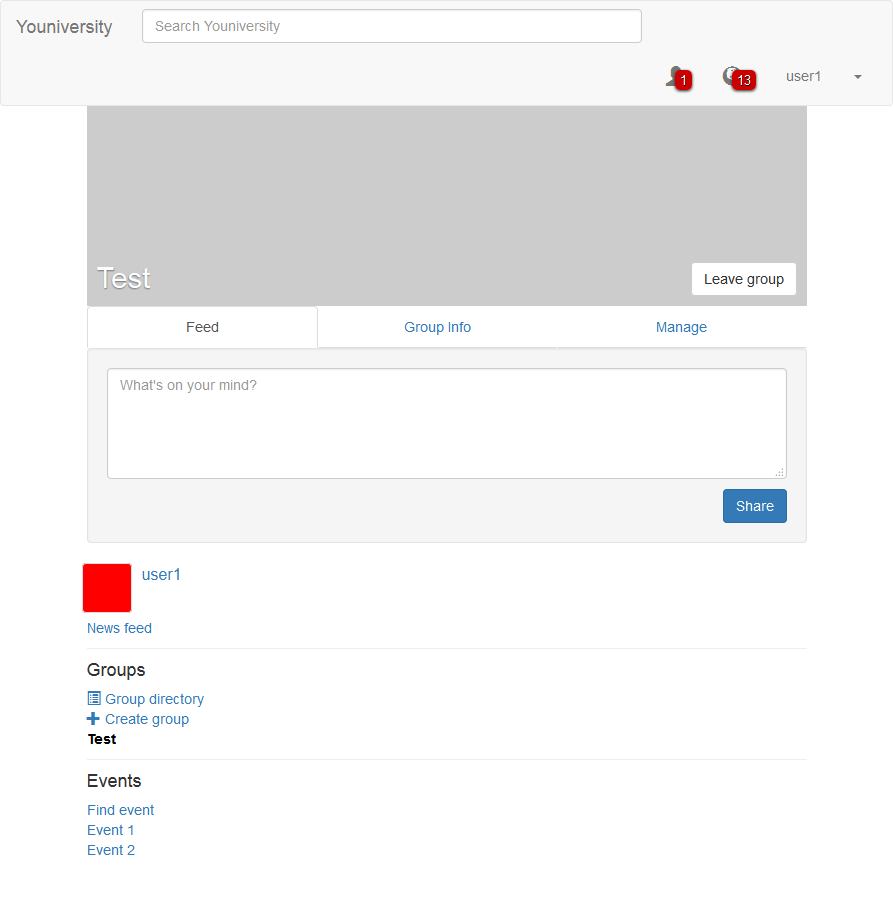 Youniversity
Search Youniversity
1
13
user1
Test
Leave group
Feed
Group Info
Manage
What's on your mind?
Share
user1
News feed
Groups
Group directory
Create group
Test
Events
Find event
Event 1
Event 2